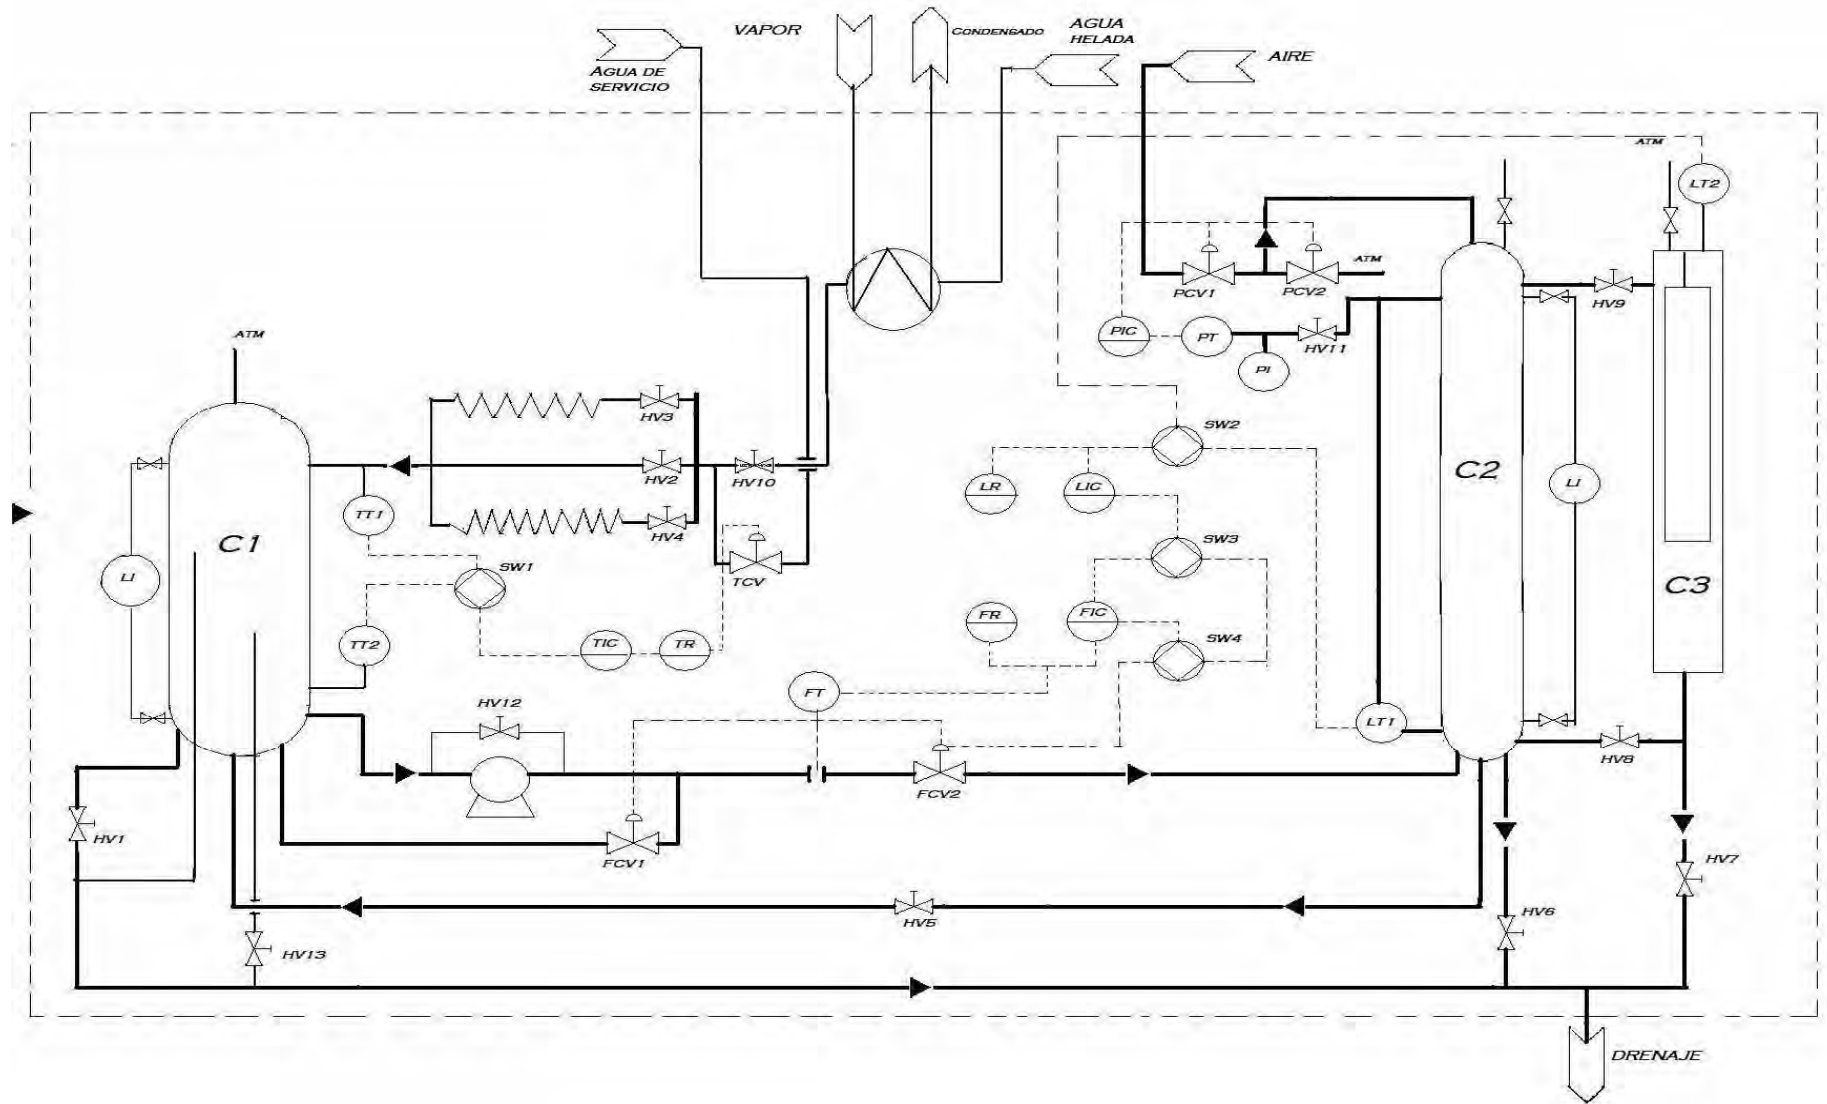 VAPOR
CONDENSADO
AGUA
HELADA
AGUA DE
SERVICIO
AIRE
ATM
LT2
PCV1
PCV2
ATM
HV9
PIC
PT
HV11
PI
ATM
HV3
HV2
HV10
HV4
TCV
TT1
SW1
C1
LI
TT2
TIC
TR
SW2
LR
LIC
SW3
FR
FIC
SW4
C2
LI
C3
FT
LT1
HV12
FCV2
HV8
HV1
FCV1
HV7
HV5
HV6
HV13
DRENAJE